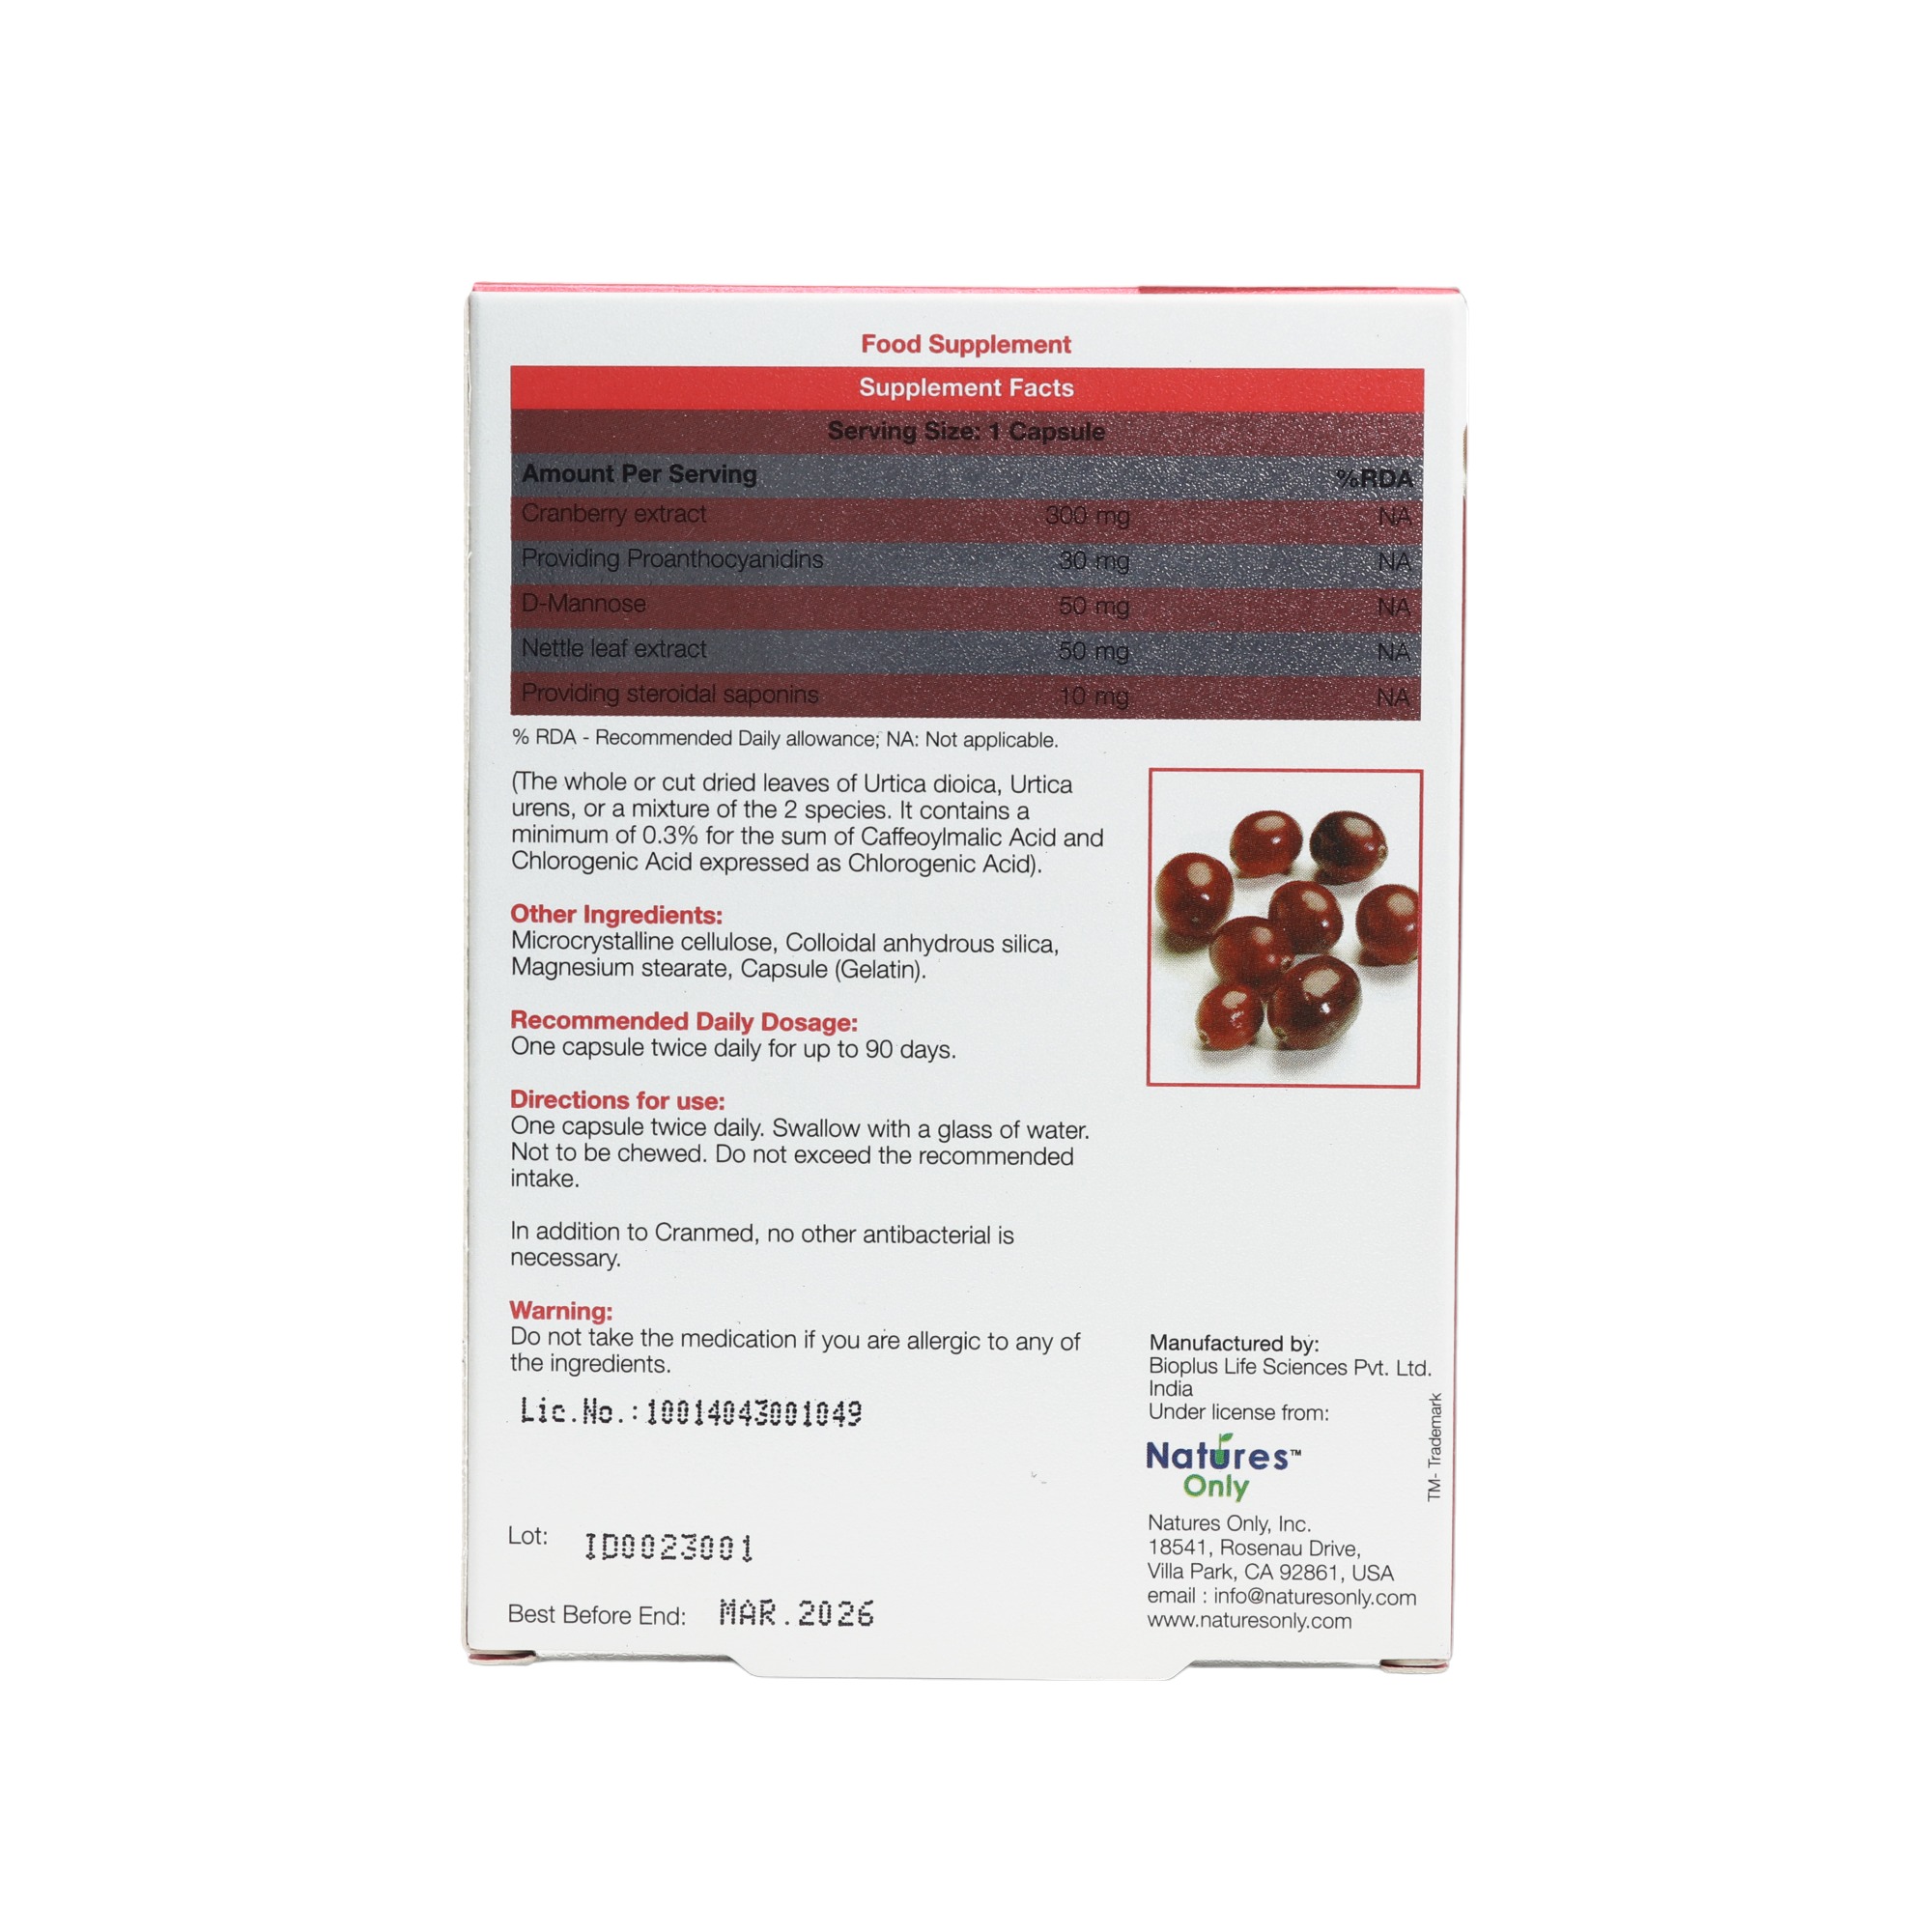 Food Supplement
Supplement Facts
Serving Size: 1 Capsule
Amount Per Serving %RDA
Cranberry extract 300 mg NA
Providing Proanthocyanidins 30 mg NA
D-Mannose 50 mg NA
Nettle leaf extract 50 mg NA
Providing steroidal saponins 10 mg NA
% RDA - Recommended Daily allowance; NA: Not applicable.
(The whole or cut dried leaves of Urtica dioica, Urtica
urens, or a mixture of the 2 species. It contains a
minimum of 0.3% for the sum of Caffeoylmalic Acid and
Chlorogenic Acid expressed as Chlorogenic Acid).
Other Ingredients:
Microcrystalline cellulose, Colloidal anhydrous silica,
Magnesium stearate, Capsule (Gelatin).
Recommended Daily Dosage:
One capsule twice daily for up to 90 days.
Directions for use:
One capsule twice daily. Swallow with a glass of water.
Not to be chewed. Do not exceed the recommended
intake.
In addition to Cranmed, no other antibacterial is
necessary.
Warning:
Do not take the medication if you are allergic to any of
the ingredients.
Lic.No.:10014043001049
Lot: ID0023001
Best Before End: MAR.2026
Manufactured by:
Bioplus Life Sciences Pvt. Ltd.
India
Under license from:
Natures™
Only
Natures Only, Inc.
18541, Rosenau Drive,
Villa Park, CA 92861, USA
email : info@naturesonly.com
www.naturesonly.com
TM- Trademark